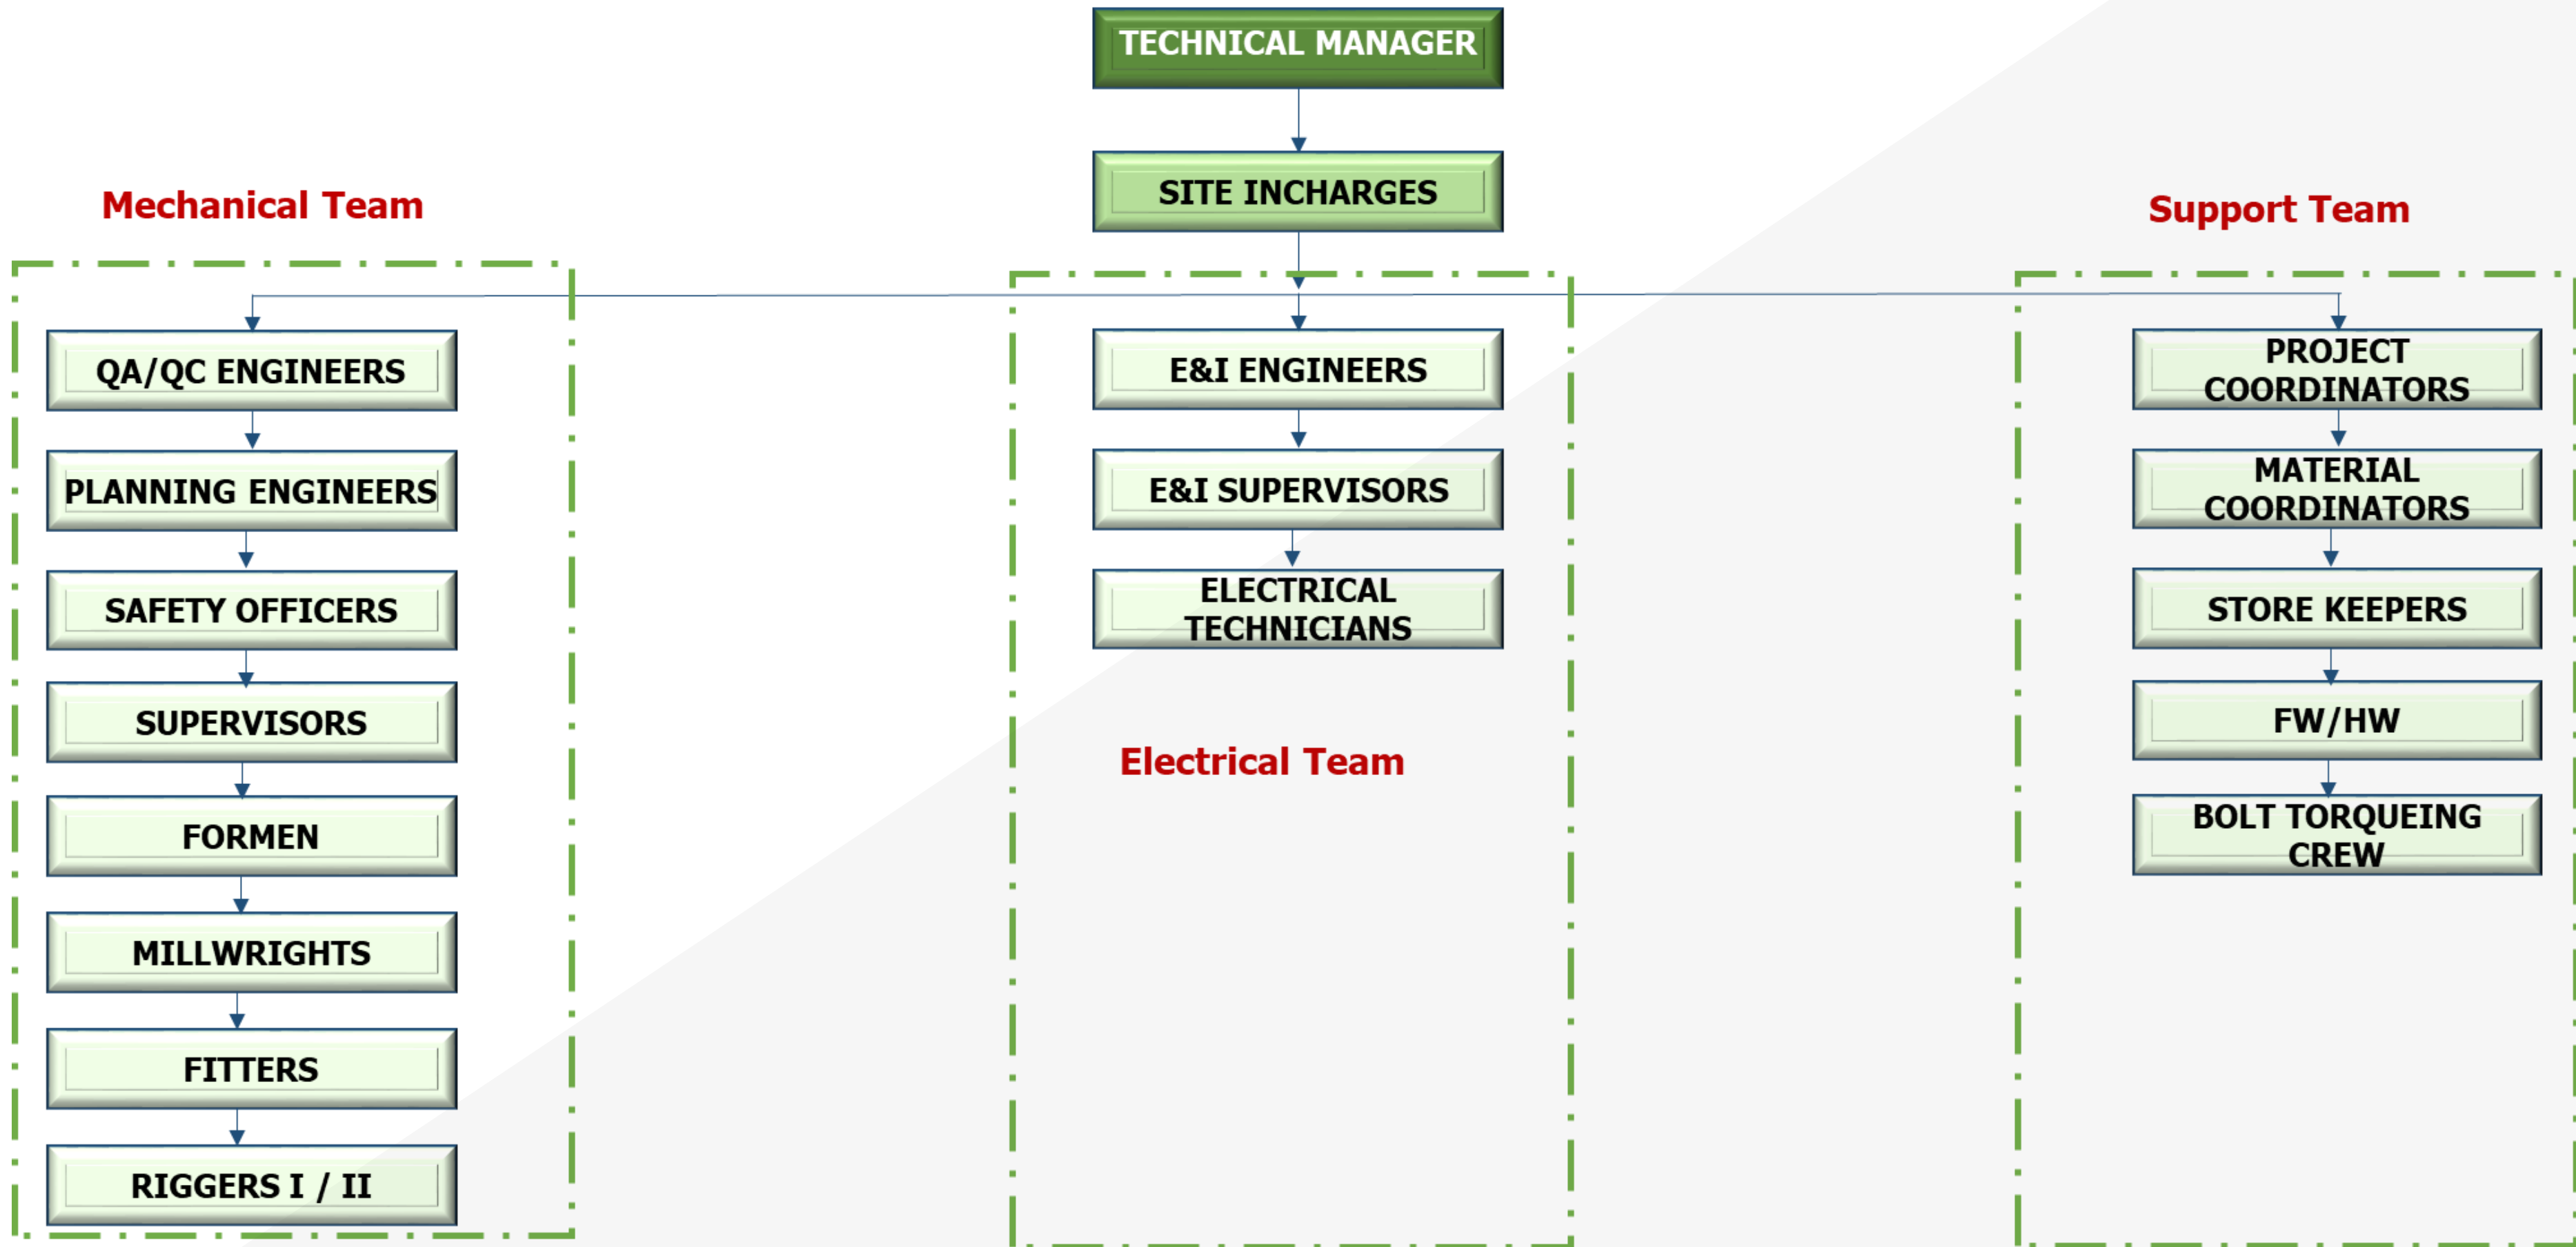 TECHNICAL MANAGER
SITE INCHARGES
Mechanical Team
QA/QC ENGINEERS
PLANNING ENGINEERS
SAFETY OFFICERS
SUPERVISORS
FORMEN
MILLWRIGHTS
FITTERS
RIGGERS I / II
E&I ENGINEERS
E&I SUPERVISORS
ELECTRICAL
TECHNICIANS
Electrical Team
Support Team
PROJECT
COORDINATORS
MATERIAL
COORDINATORS
STORE KEEPERS
FW/HW
BOLT TORQUEING
CREW